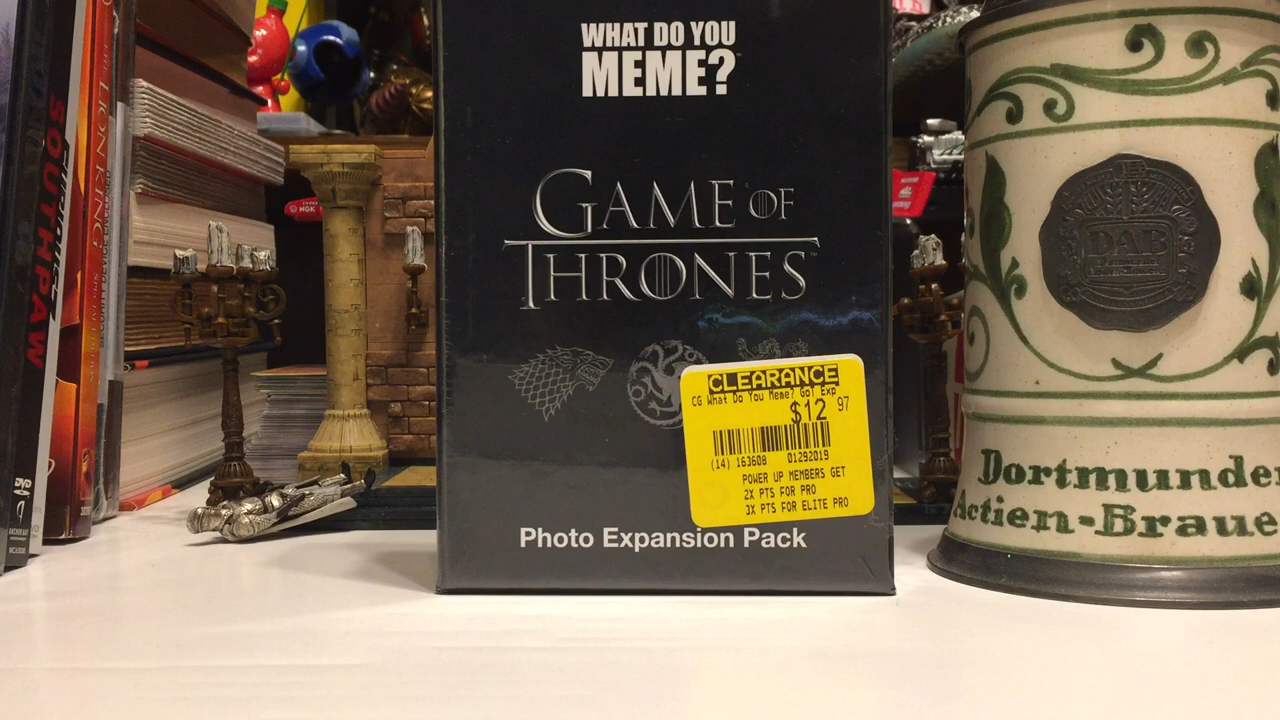 WHAT DO YOU
MEME?
GAME OF
THRONES
CLEARANCE
CG What Do You Meme? GoT Exp
$12 97
(14) 163608 01292019
POWER UP MEMBERS GET
2X PTS FOR PRO
3X PTS FOR ELITE PRO
Photo Expansion Pack
SOUTHPAW
LION KING
DAB
Dortmunder
Actien-Braue